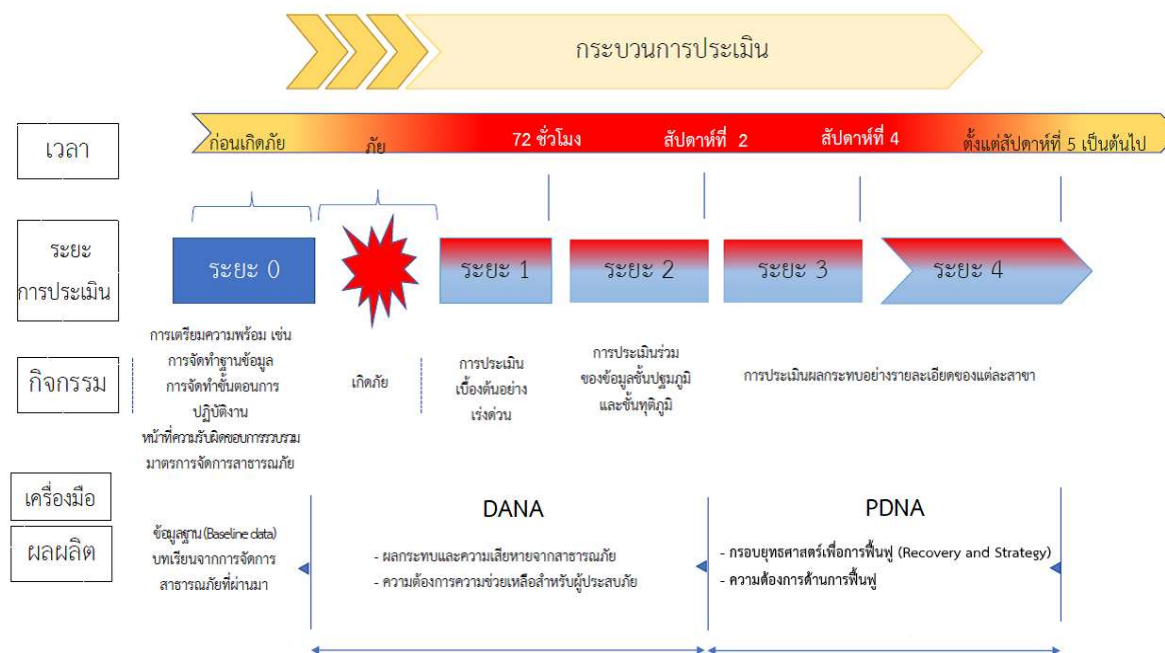 กระบวนการประเมิน
เวลา
ก่อนเกิดภัย
ภัย
72 ชั่วโมง
สัปดาห์ที่ 2
สัปดาห์ที่ 4
ตั้งแต่สัปดาห์ที่ 5 เป็นต้นไป
ระยะ
การประเมิน
ระยะ 0
ระยะ 1
ระยะ 2
ระยะ 3
ระยะ 4
กิจกรรม
การเตรียมความพร้อม เช่น
การจัดทำฐานข้อมูล
การจัดทำขั้นตอนการ
ปฏิบัติงาน
หน้าที่ความรับผิดชอบการรวบรวม
มาตรการจัดการสาธารณภัย
เกิดภัย
การประเมิน
เบื้องต้นอย่าง
เร่งด่วน
การประเมินร่วม
ของข้อมูลชั้นปฐมภูมิ
และชั้นทุติภูมิ
การประเมินผลกระทบอย่างรายละเอียดของแต่ละสาขา
เครื่องมือ
DANA
PDNA
ผลผลิต
ข้อมูลฐาน (Baseline data)
บทเรียนจากการจัดการ
สาธารณภัยที่ผ่านมา
- ผลกระทบและความเสียหายจากสาธารณภัย
- ความต้องการความช่วยเหลือสำหรับผู้ประสบภัย
- กรอบยุทธศาสตร์เพื่อการฟื้นฟู (Recovery and Strategy)
- ความต้องการด้านการฟื้นฟู